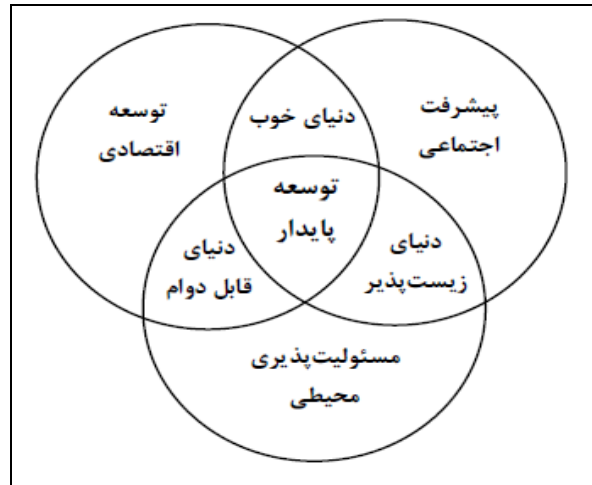 پیشرفت
اجتماعی
دنیای خوب
توسعه
اقتصادی
توسعه
پایدار
دنیای
زیست‌پذیر
دنیای
قابل دوام
مسئولیت‌پذیری
محیطی